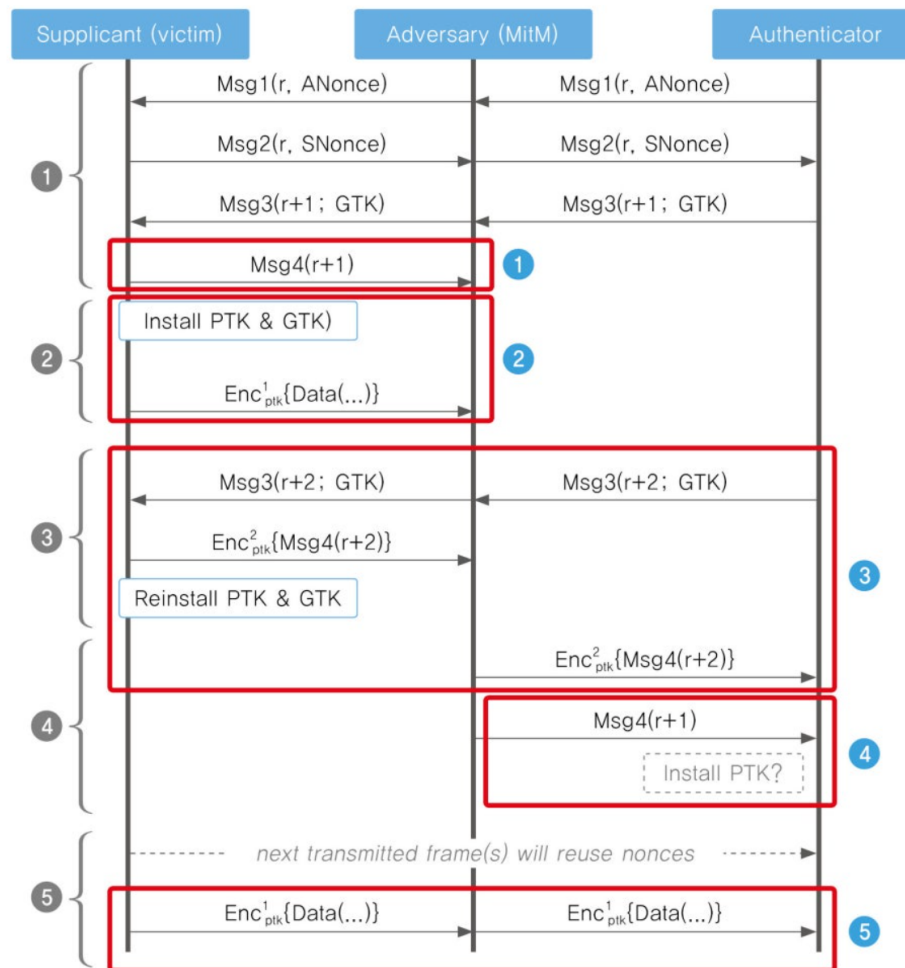 Supplicant (victim) Adversary (MitM) Authenticator
Msg1(r, ANonce) Msg1(r, ANonce)
Msg2(r, SNonce) Msg2(r, SNonce)
1
Msg3(r+1; GTK) Msg3(r+1; GTK)
Msg4(r+1) 1
Install PTK & GTK)
2 2
Enc¹ptk{Data(...)}
Msg3(r+2; GTK) Msg3(r+2; GTK)
3 Enc²ptk{Msg4(r+2)}
3
Reinstall PTK & GTK
Enc²ptk{Msg4(r+2)}
4 Msg4(r+1)
4
Install PTK?
next transmitted frame(s) will reuse nonces
5
Enc¹ptk{Data(...)} Enc¹ptk{Data(...)} 5